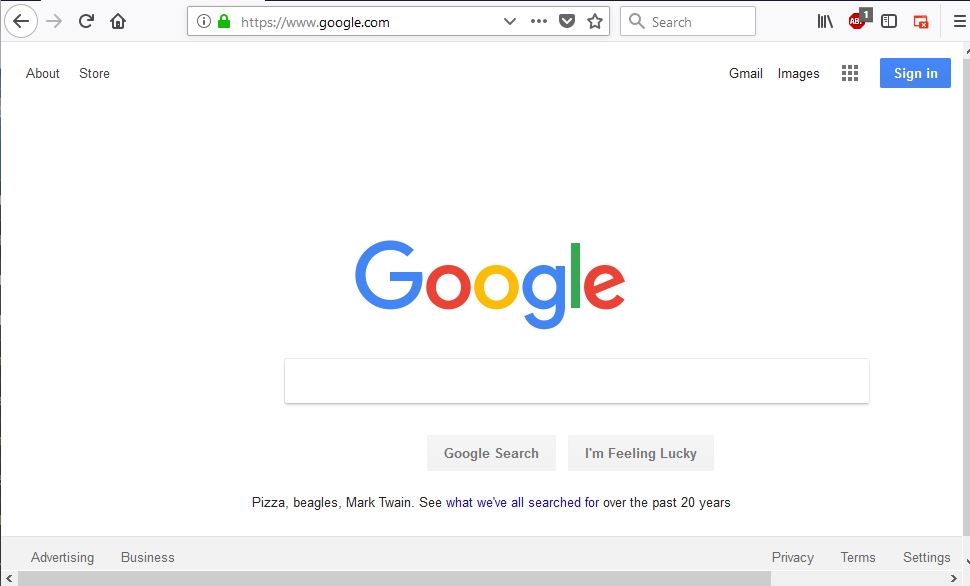 https://www.google.com
Search
ABP
1
About Store
Gmail Images
Sign in
Google
Google Search
I'm Feeling Lucky
Pizza, beagles, Mark Twain. See what we've all searched for over the past 20 years
Advertising Business
Privacy Terms Settings